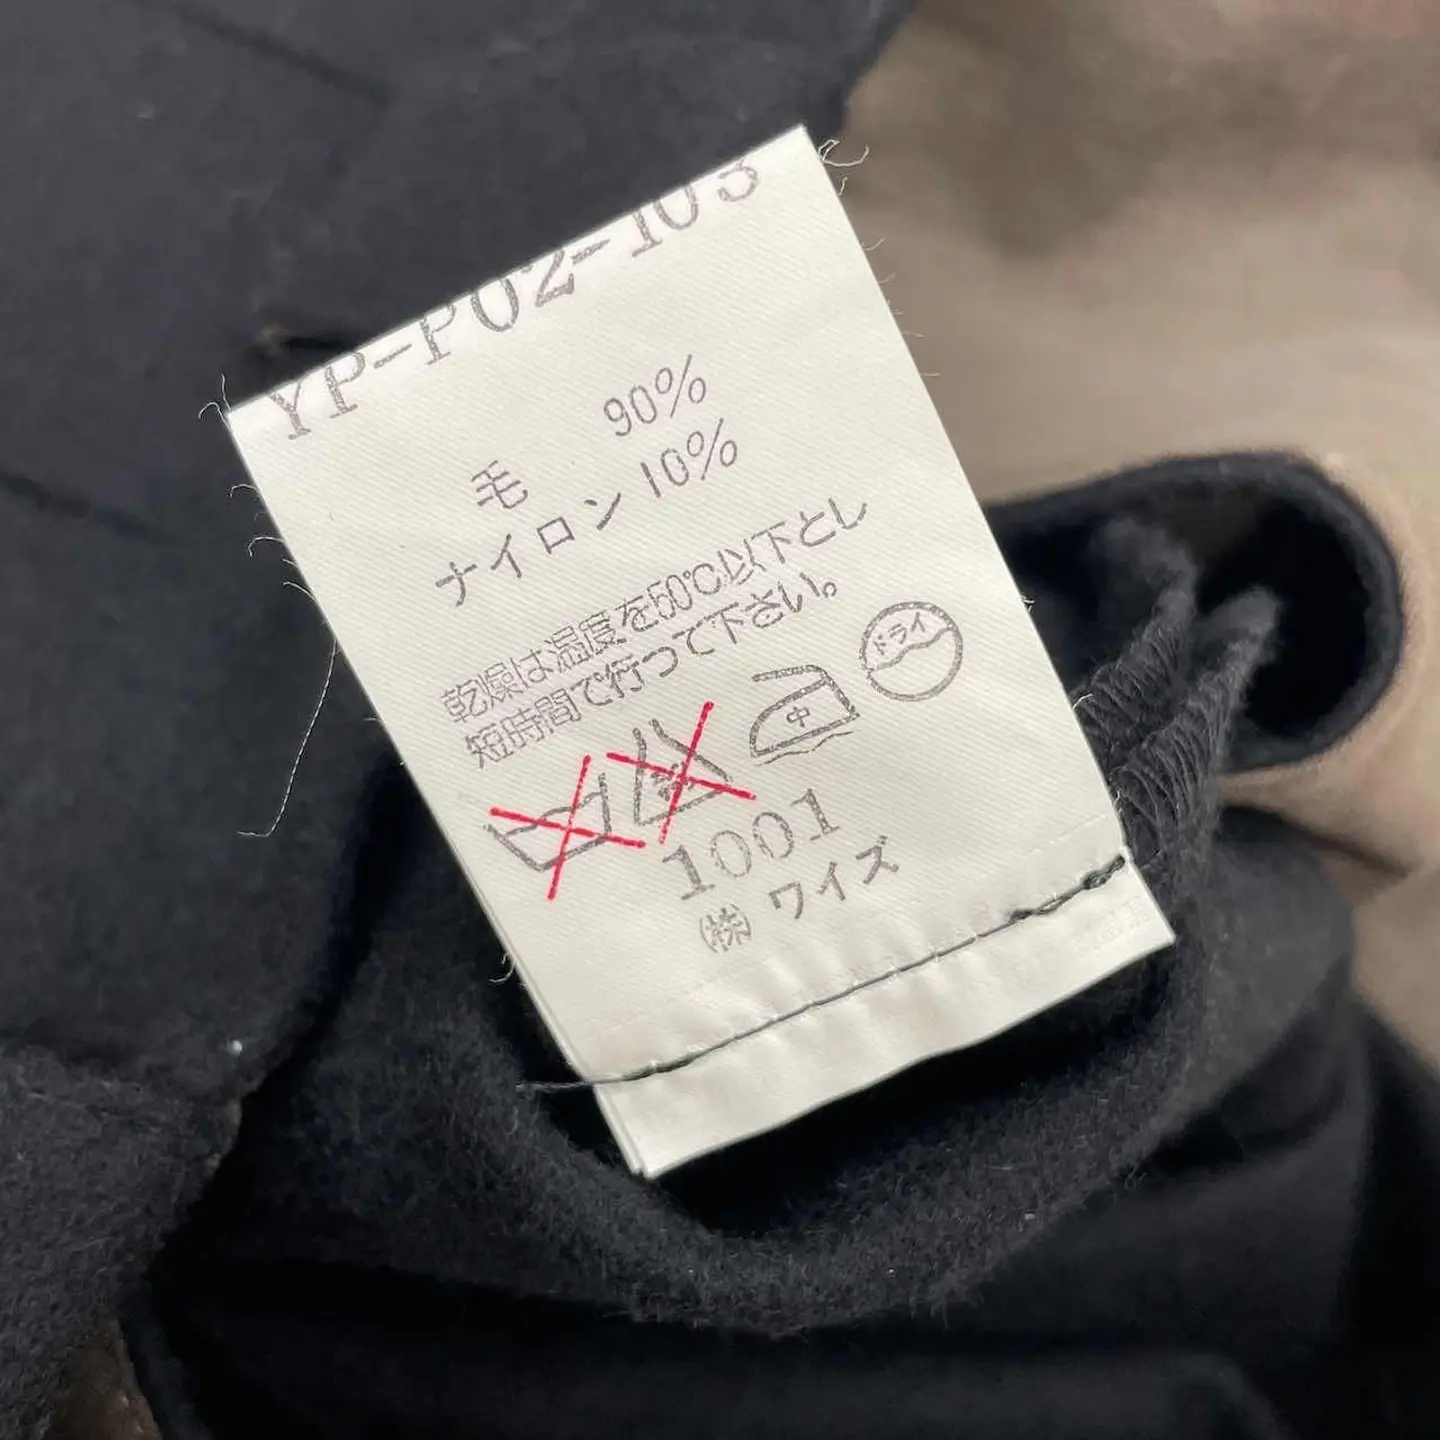 YP-P02-103
毛 90%
ナイロン 10%
乾燥は温度を60℃以下とし
短時間で行って下さい。
中
ドライ
1001
㈱ ワイズ